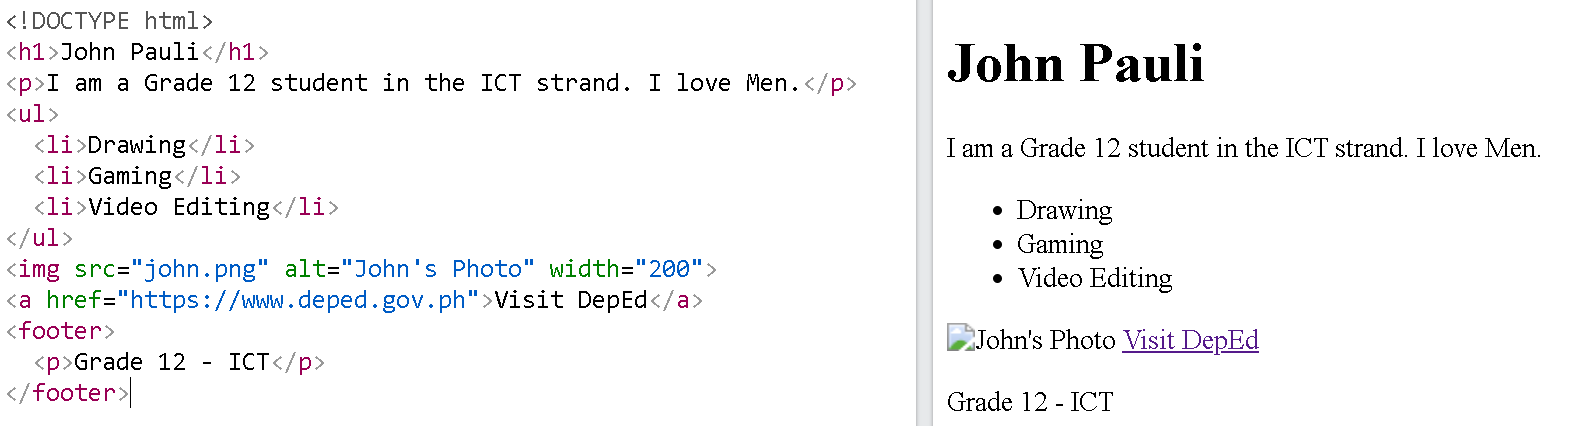 <!DOCTYPE html>
<h1>John Pauli</h1>
<p>I am a Grade 12 student in the ICT strand. I love Men.</p>
<ul>
  <li>Drawing</li>
  <li>Gaming</li>
  <li>Video Editing</li>
</ul>
<img src="john.png" alt="John's Photo" width="200">
<a href="https://www.deped.gov.ph">Visit DepEd</a>
<footer>
  <p>Grade 12 - ICT</p>
</footer>
John Pauli
I am a Grade 12 student in the ICT strand. I love Men.
• Drawing
• Gaming
• Video Editing
John's Photo Visit DepEd
Grade 12 - ICT